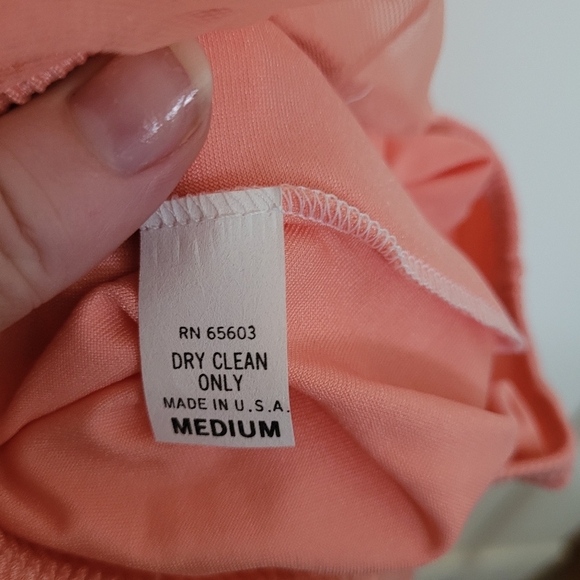 RN 65603
DRY CLEAN
ONLY
MADE IN U.S.A.
MEDIUM